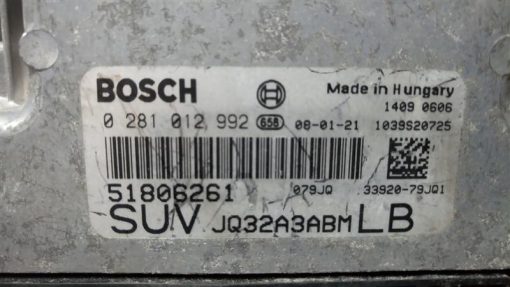 BOSCH Made in Hungary
1409 0606
0 281 012 992 658 08-01-21 1039S20725
51806261 079JQ 33920-79JQ1
SUV JQ32A3ABM LB